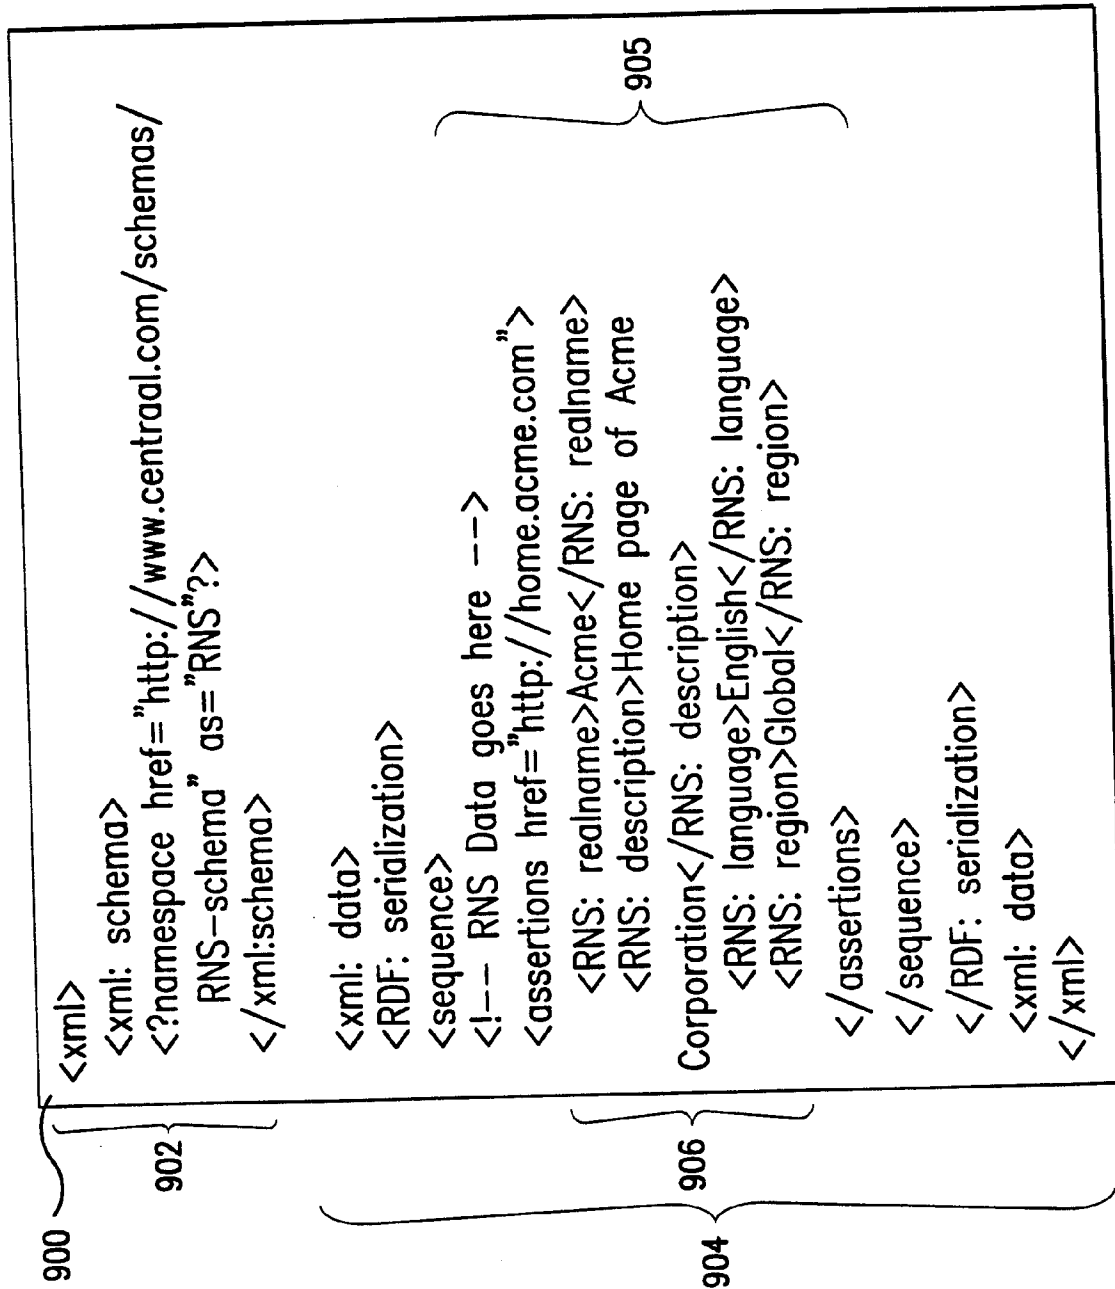 900
<xml>
<xml: schema>
<?namespace href="http://www.centraal.com/schemas/
RNS-schema" as="RNS"?>
</xml:schema>
902
<xml: data>
<RDF: serialization>
<sequence>
<!-- RNS Data goes here -->
<assertions href="http://home.acme.com">
<RNS: realname>Acme</RNS: realname>
<RNS: description>Home page of Acme
Corporation</RNS: description>
<RNS: language>English</RNS: language>
<RNS: region>Global</RNS: region>
</assertions>
</sequence>
</RDF: serialization>
<xml: data>
</xml>
904
906
905